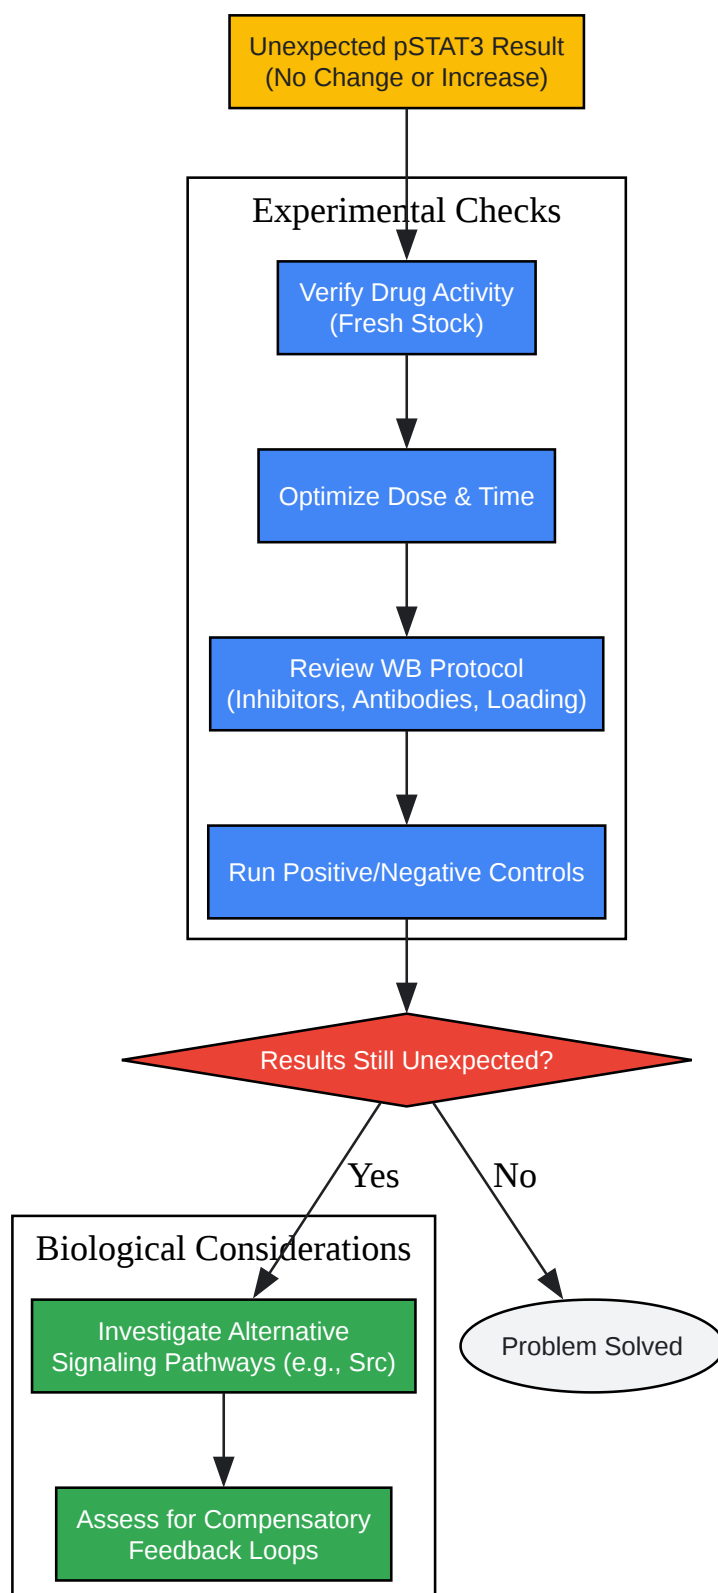 Unexpected pSTAT3 Result
(No Change or Increase)
Experimental Checks
Verify Drug Activity
(Fresh Stock)
Optimize Dose & Time
Review WB Protocol
(Inhibitors, Antibodies, Loading)
Run Positive/Negative Controls
Results Still Unexpected?
Yes
No
Biological Considerations
Investigate Alternative
Signaling Pathways (e.g., Src)
Problem Solved
Assess for Compensatory
Feedback Loops